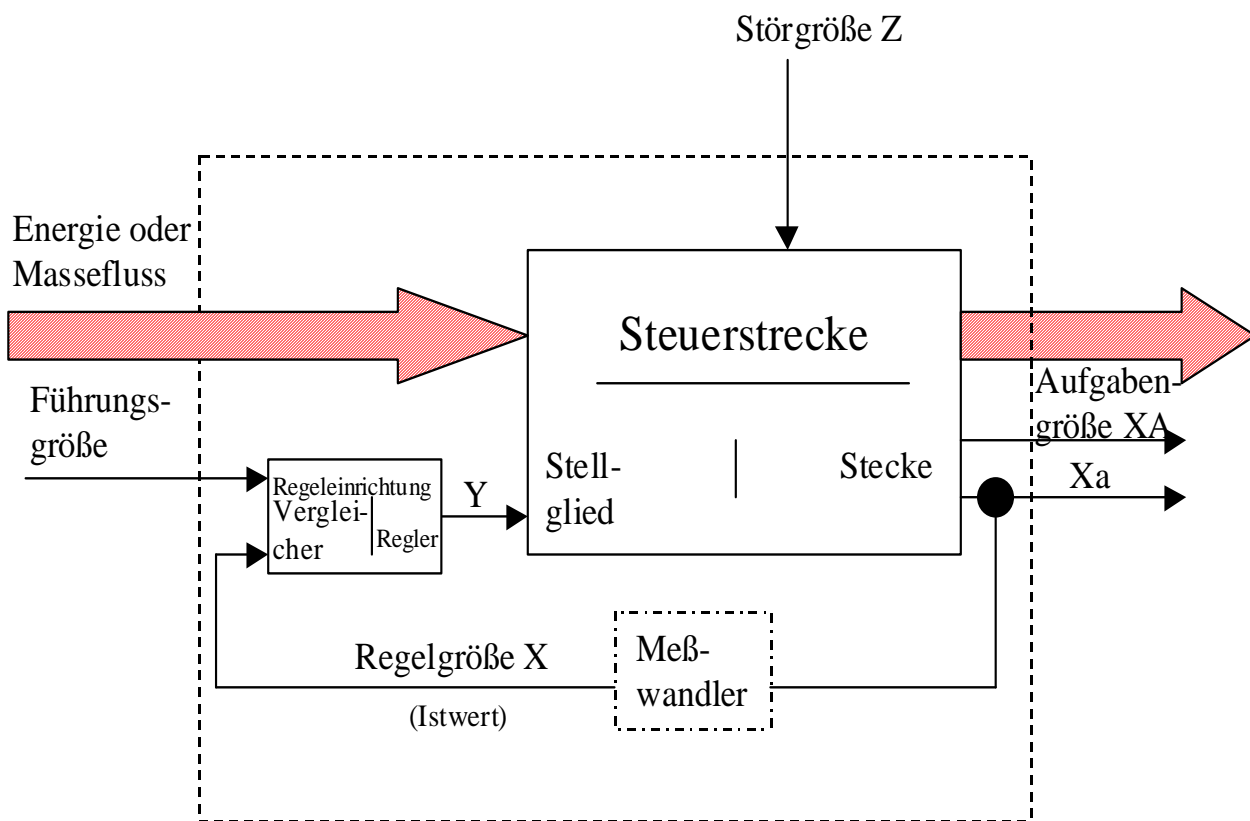 Störgröße Z
Energie oder
Massefluss
Steuerstrecke
Führungs-
größe
Aufgaben-
größe XA
Stell-
glied
Stecke
Xa
Regeleinrichtung
Verglei-
cher
Regler
Y
Regelgröße X
(Istwert)
Meß-
wandler